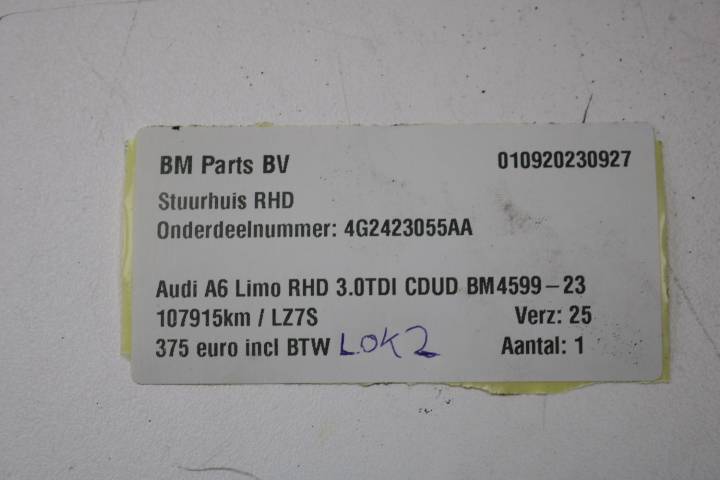 BM Parts BV 010920230927
Stuurhuis RHD
Onderdeelnummer: 4G2423055AA
Audi A6 Limo RHD 3.0TDI CDUD BM4599-23
107915km / LZ7S Verz: 25
375 euro incl BTW LOK2 Aantal: 1